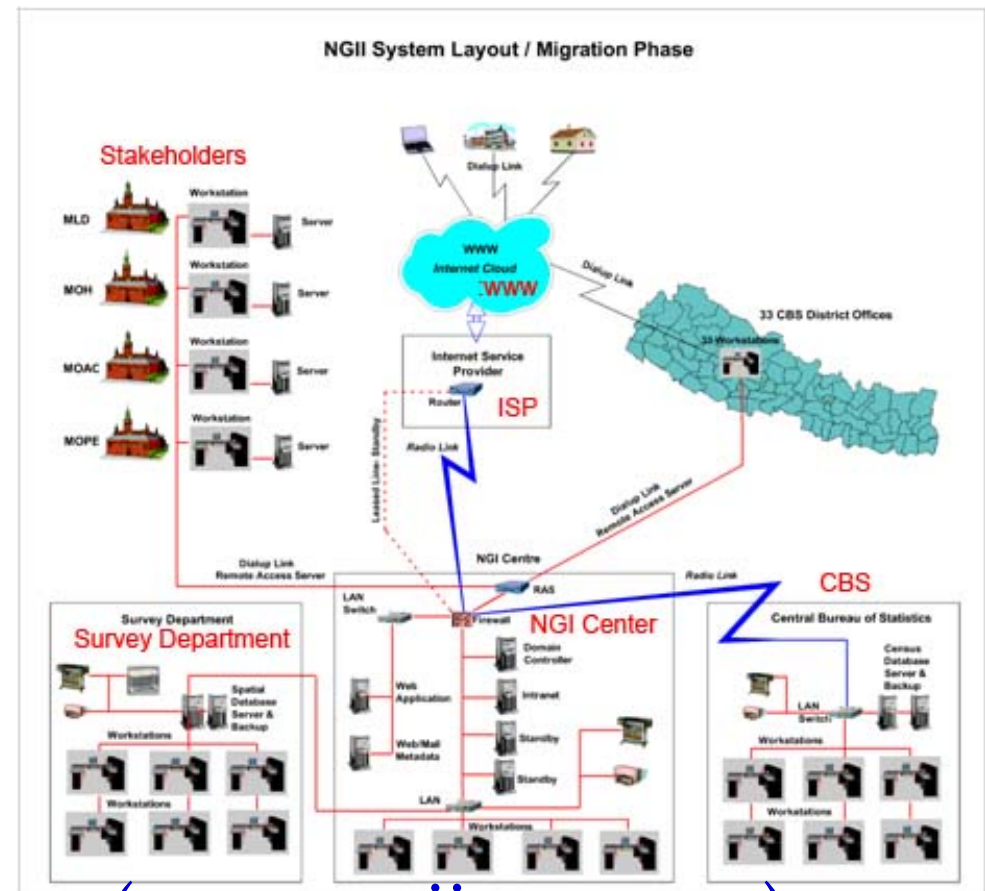 NGII System Layout / Migration Phase
Stakeholders
MLD
Workstation
Server
MOH
Workstation
Server
MOAC
Workstation
Server
MOPE
Workstation
Server
Dialup Link
WWW
Internet Cloud
WWW
Dialup Link
33 CBS District Offices
33 Workstations
Internet Service
Provider
Router
ISP
Radio Link
Leased Line- Standby
Dialup Link
Remote Access Server
Dialup Link
Remote Access Server
NGI Centre
RAS
LAN
Switch
Firewall
NGI Center
Domain
Controller
Web
Application
Intranet
Web/Mail
Metadata
Standby
Standby
LAN
Workstations
Survey Department
Survey Department
Spatial
Database
Server &
Backup
Workstations
Workstations
Radio Link
CBS
Central Bureau of Statistics
Census
Database
Server &
Backup
LAN
Switch
Workstations
Workstations